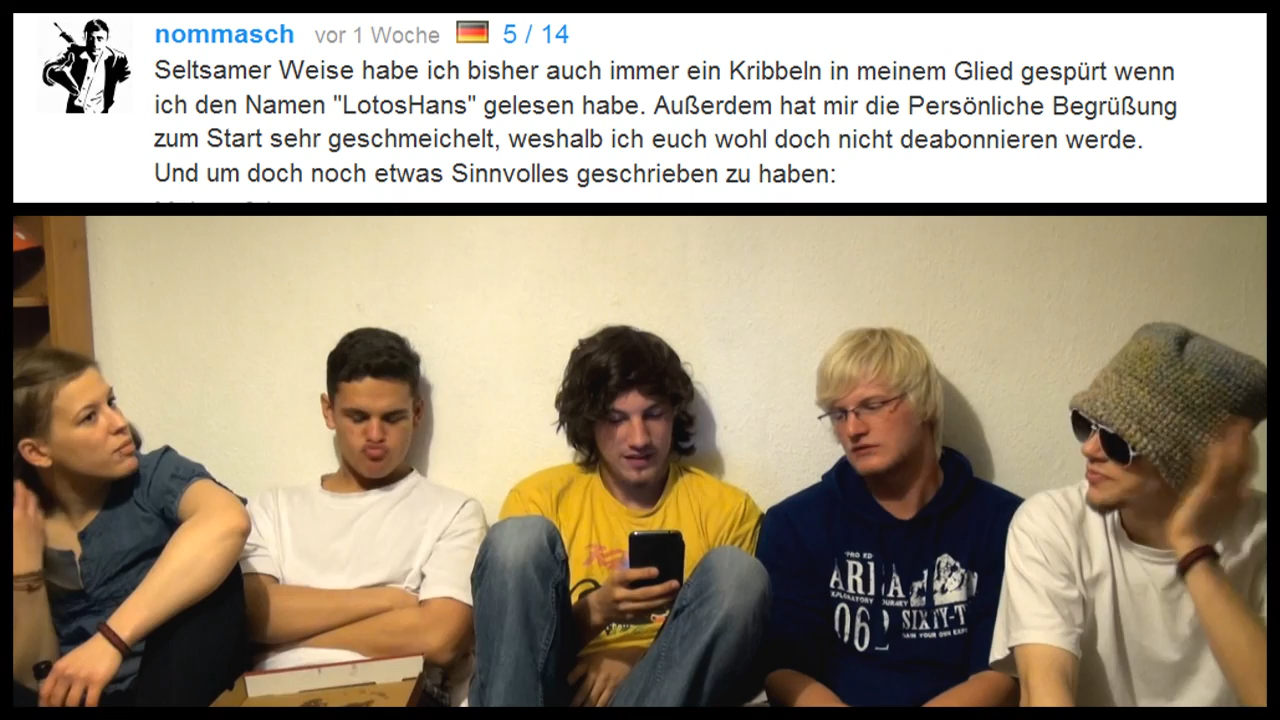 nommasch vor 1 Woche 5 / 14
Seltsamer Weise habe ich bisher auch immer ein Kribbeln in meinem Glied gespürt wenn
ich den Namen "LotosHans" gelesen habe. Außerdem hat mir die Persönliche Begrüßung
zum Start sehr geschmeichelt, weshalb ich euch wohl doch nicht deabonnieren werde.
Und um doch noch etwas Sinnvolles geschrieben zu haben:
SIXTY-T